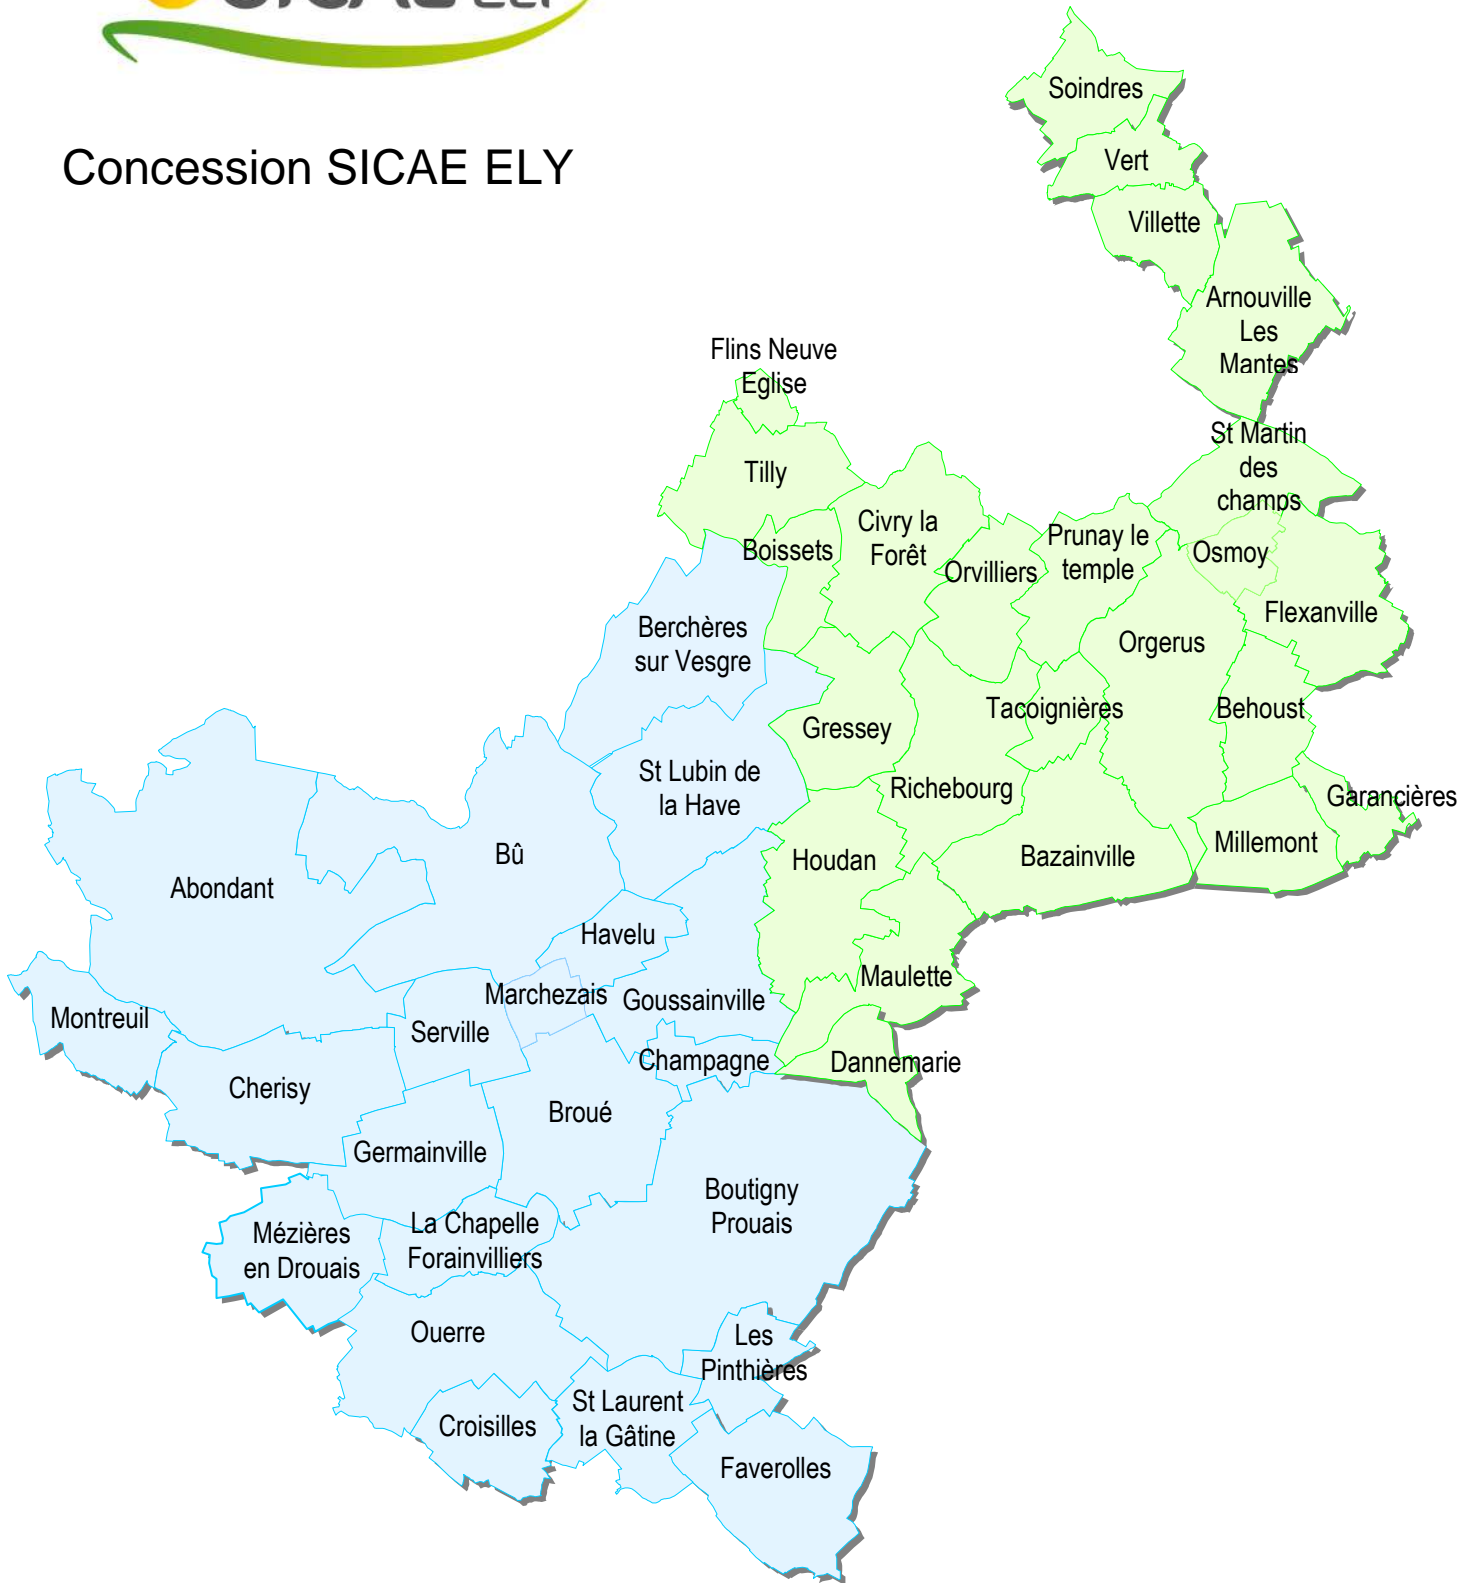 SICAE ELY
Concession SICAE ELY
Soindres
Vert
Villette
Arnouville
Les
Mantes
Flins Neuve
Eglise
St Martin
des
champs
Tilly
Civry la
Forêt
Boissets
Prunay le
temple
Orvilliers
Osmoy
Flexanville
Berchères
sur Vesgre
Orgerus
Tacoignières
Behoust
Gressey
St Lubin de
la Have
Richebourg
Garancières
Millemont
Bazainville
Houdan
Bû
Abondant
Havelu
Maulette
Marchezais
Goussainville
Montreuil
Serville
Champagne
Dannemarie
Cherisy
Broué
Germainville
Boutigny
Prouais
La Chapelle
Forainvilliers
Mézières
en Drouais
Ouerre
Les
Pinthières
St Laurent
la Gâtine
Croisilles
Faverolles